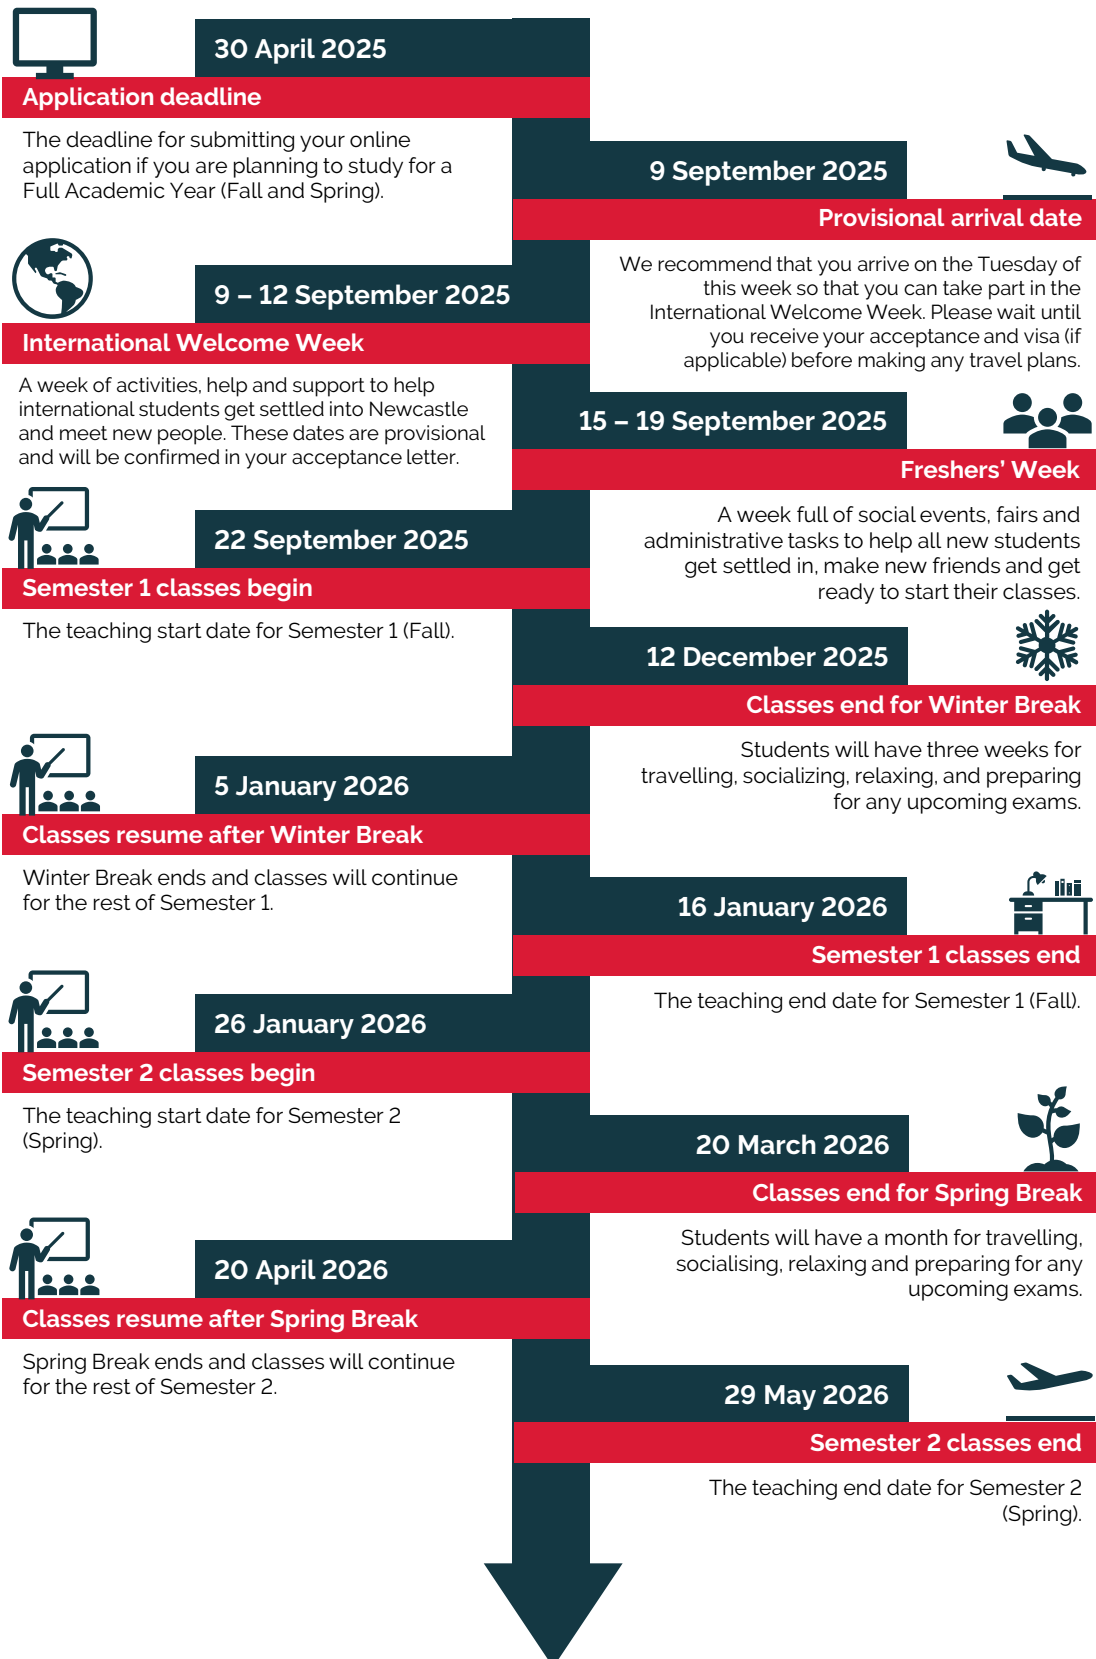 30 April 2025
Application deadline
The deadline for submitting your online
application if you are planning to study for a
Full Academic Year (Fall and Spring).
9 September 2025
Provisional arrival date
We recommend that you arrive on the Tuesday of
this week so that you can take part in the
International Welcome Week. Please wait until
you receive your acceptance and visa (if
applicable) before making any travel plans.
9 – 12 September 2025
International Welcome Week
A week of activities, help and support to help
international students get settled into Newcastle
and meet new people. These dates are provisional
and will be confirmed in your acceptance letter.
15 – 19 September 2025
Freshers’ Week
A week full of social events, fairs and
administrative tasks to help all new students
get settled in, make new friends and get
ready to start their classes.
22 September 2025
Semester 1 classes begin
The teaching start date for Semester 1 (Fall).
12 December 2025
Classes end for Winter Break
Students will have three weeks for
travelling, socializing, relaxing, and preparing
for any upcoming exams.
5 January 2026
Classes resume after Winter Break
Winter Break ends and classes will continue
for the rest of Semester 1.
16 January 2026
Semester 1 classes end
The teaching end date for Semester 1 (Fall).
26 January 2026
Semester 2 classes begin
The teaching start date for Semester 2
(Spring).
20 March 2026
Classes end for Spring Break
Students will have a month for travelling,
socialising, relaxing and preparing for any
upcoming exams.
20 April 2026
Classes resume after Spring Break
Spring Break ends and classes will continue
for the rest of Semester 2.
29 May 2026
Semester 2 classes end
The teaching end date for Semester 2
(Spring).